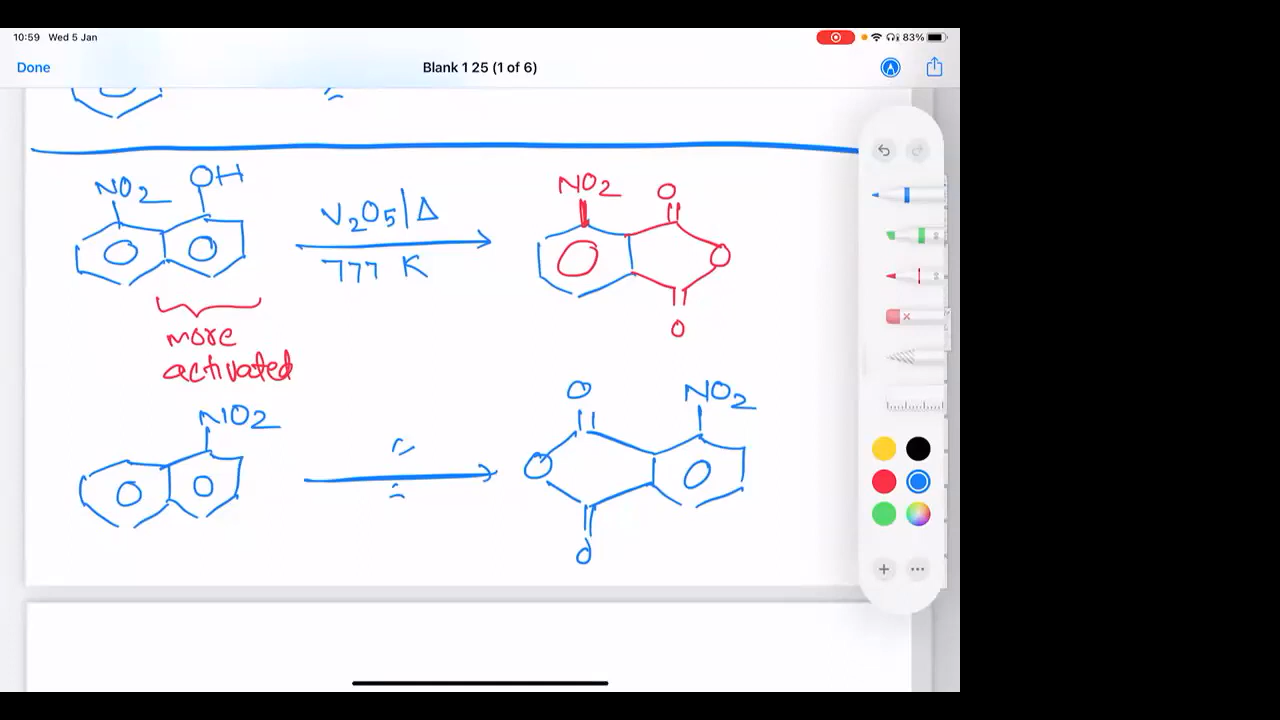 10:59 Wed 5 Jan
83%
Done
Blank 1 25 (1 of 6)
NO2
OH
V2O5/Δ
777 K
NO2
O
O
O
more
activated
NO2
O
NO2
O
O